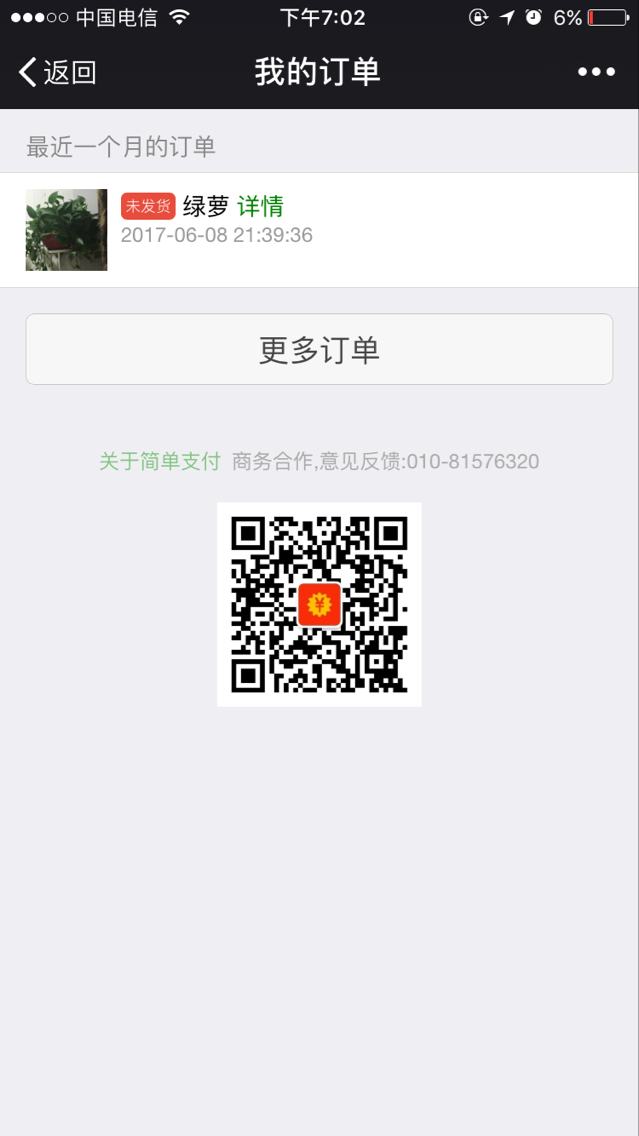 中国电信 下午7:02 6%
返回 我的订单
最近一个月的订单
未发货 绿萝 详情
2017-06-08 21:39:36
更多订单
关于简单支付 商务合作,意见反馈:010-81576320
¥